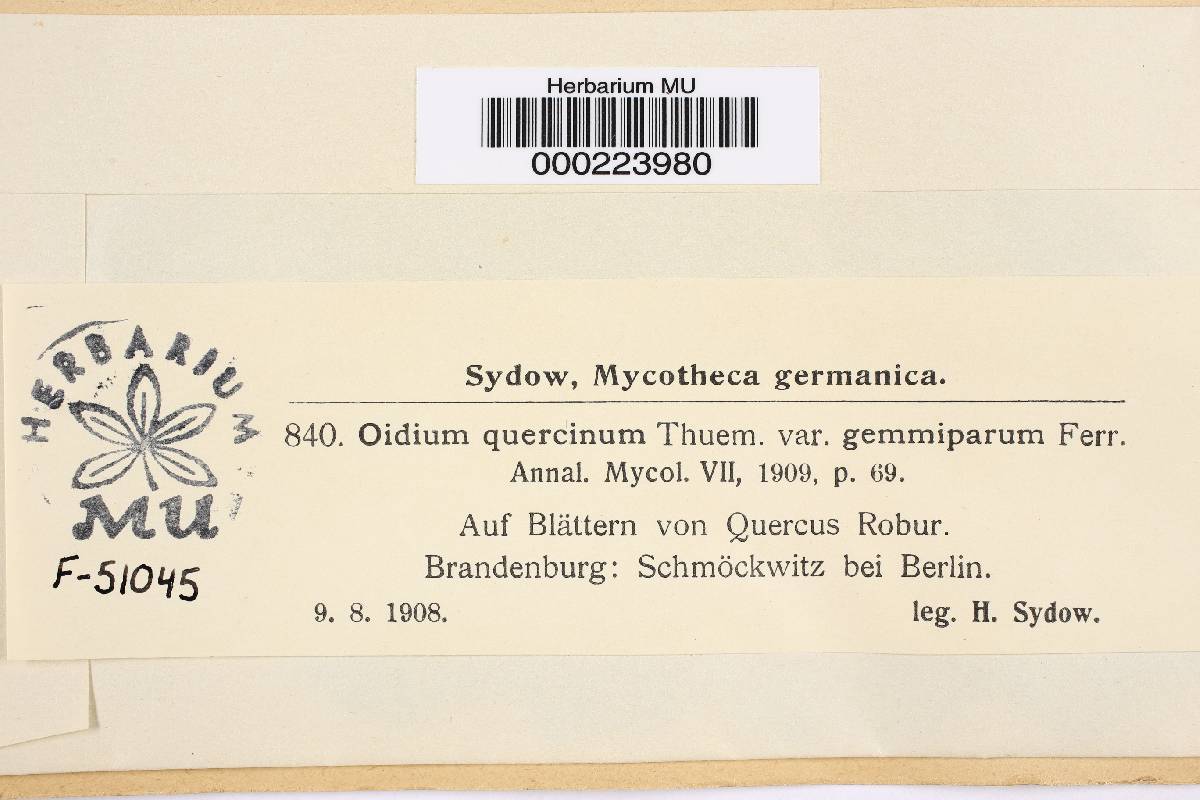 Herbarium MU
000223980
HERBARIUM
MU
F-51045
Sydow, Mycotheca germanica.
840. Oidium quercinum Thuem. var. gemmiparum Ferr.
Annal. Mycol. VII, 1909, p. 69.
Auf Blättern von Quercus Robur.
Brandenburg: Schmöckwitz bei Berlin.
9. 8. 1908. leg. H. Sydow.